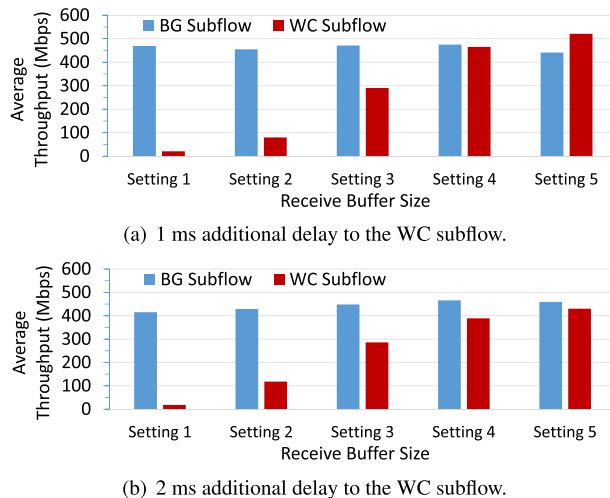 BG Subflow WC Subflow
600
500
400
300
200
100
0
Average
Throughput (Mbps)
Setting 1 Setting 2 Setting 3 Setting 4 Setting 5
Receive Buffer Size
(a) 1 ms additional delay to the WC subflow.
BG Subflow WC Subflow
600
500
400
300
200
100
0
Average
Throughput (Mbps)
Setting 1 Setting 2 Setting 3 Setting 4 Setting 5
Receive Buffer Size
(b) 2 ms additional delay to the WC subflow.